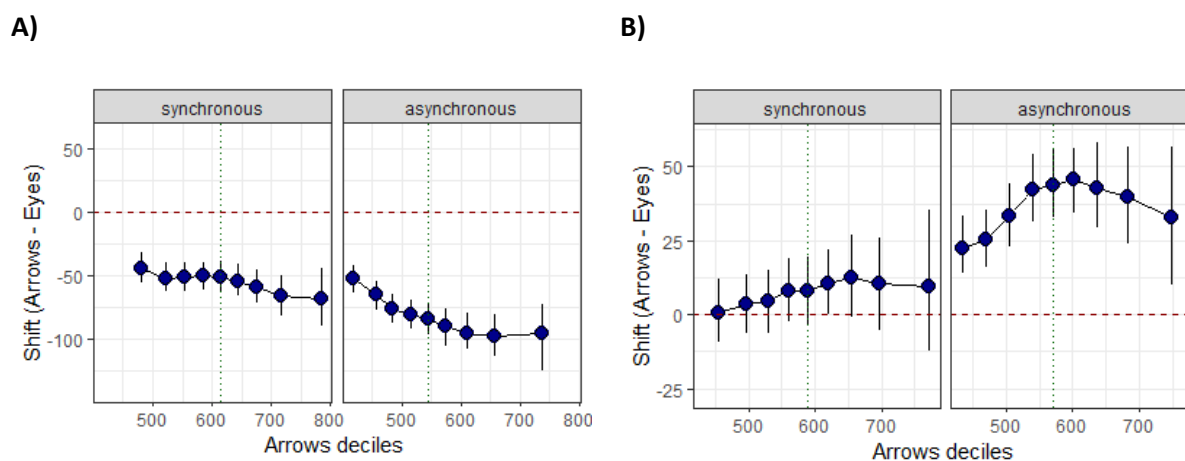 A)
synchronous
asynchronous
Shift (Arrows - Eyes)
50
0
-50
-100
500
600
700
800
500
600
700
800
Arrows deciles
B)
synchronous
asynchronous
Shift (Arrows - Eyes)
50
25
0
-25
500
600
700
500
600
700
Arrows deciles